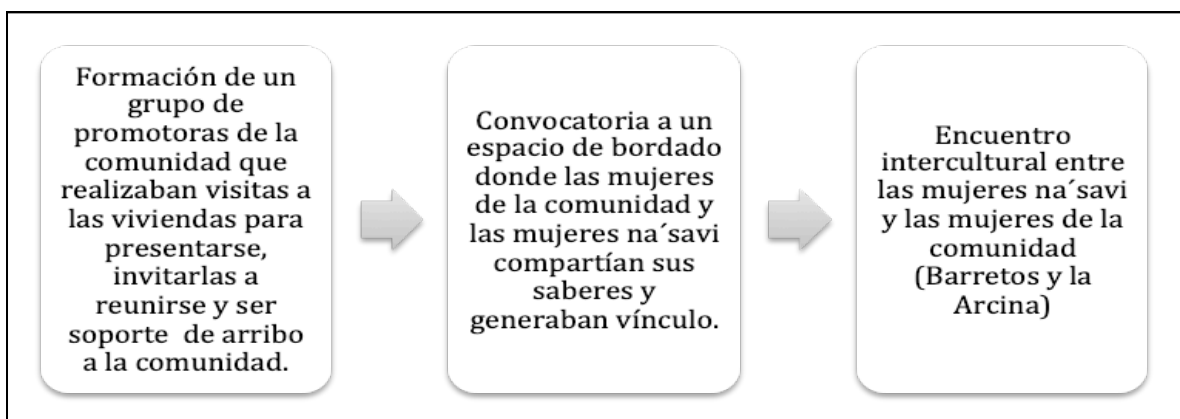 Formación de un
grupo de
promotoras de la
comunidad que
realizaban visitas a
las viviendas para
presentarse,
invitarlas a
reunirse y ser
soporte de arribo
a la comunidad.
Convocatoria a un
espacio de bordado
donde las mujeres
de la comunidad y
las mujeres na´savi
compartían sus
saberes y
generaban vínculo.
Encuentro
intercultural entre
las mujeres na´savi
y las mujeres de la
comunidad
(Barretos y la
Arcina)